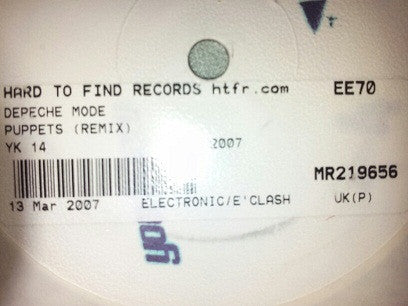 HARD TO FIND RECORDS htfr.com EE70
DEPECHE MODE
PUPPETS (REMIX)
YK 14 2007
MR219656
13 Mar 2007 ELECTRONIC/E'CLASH UK(P)
you